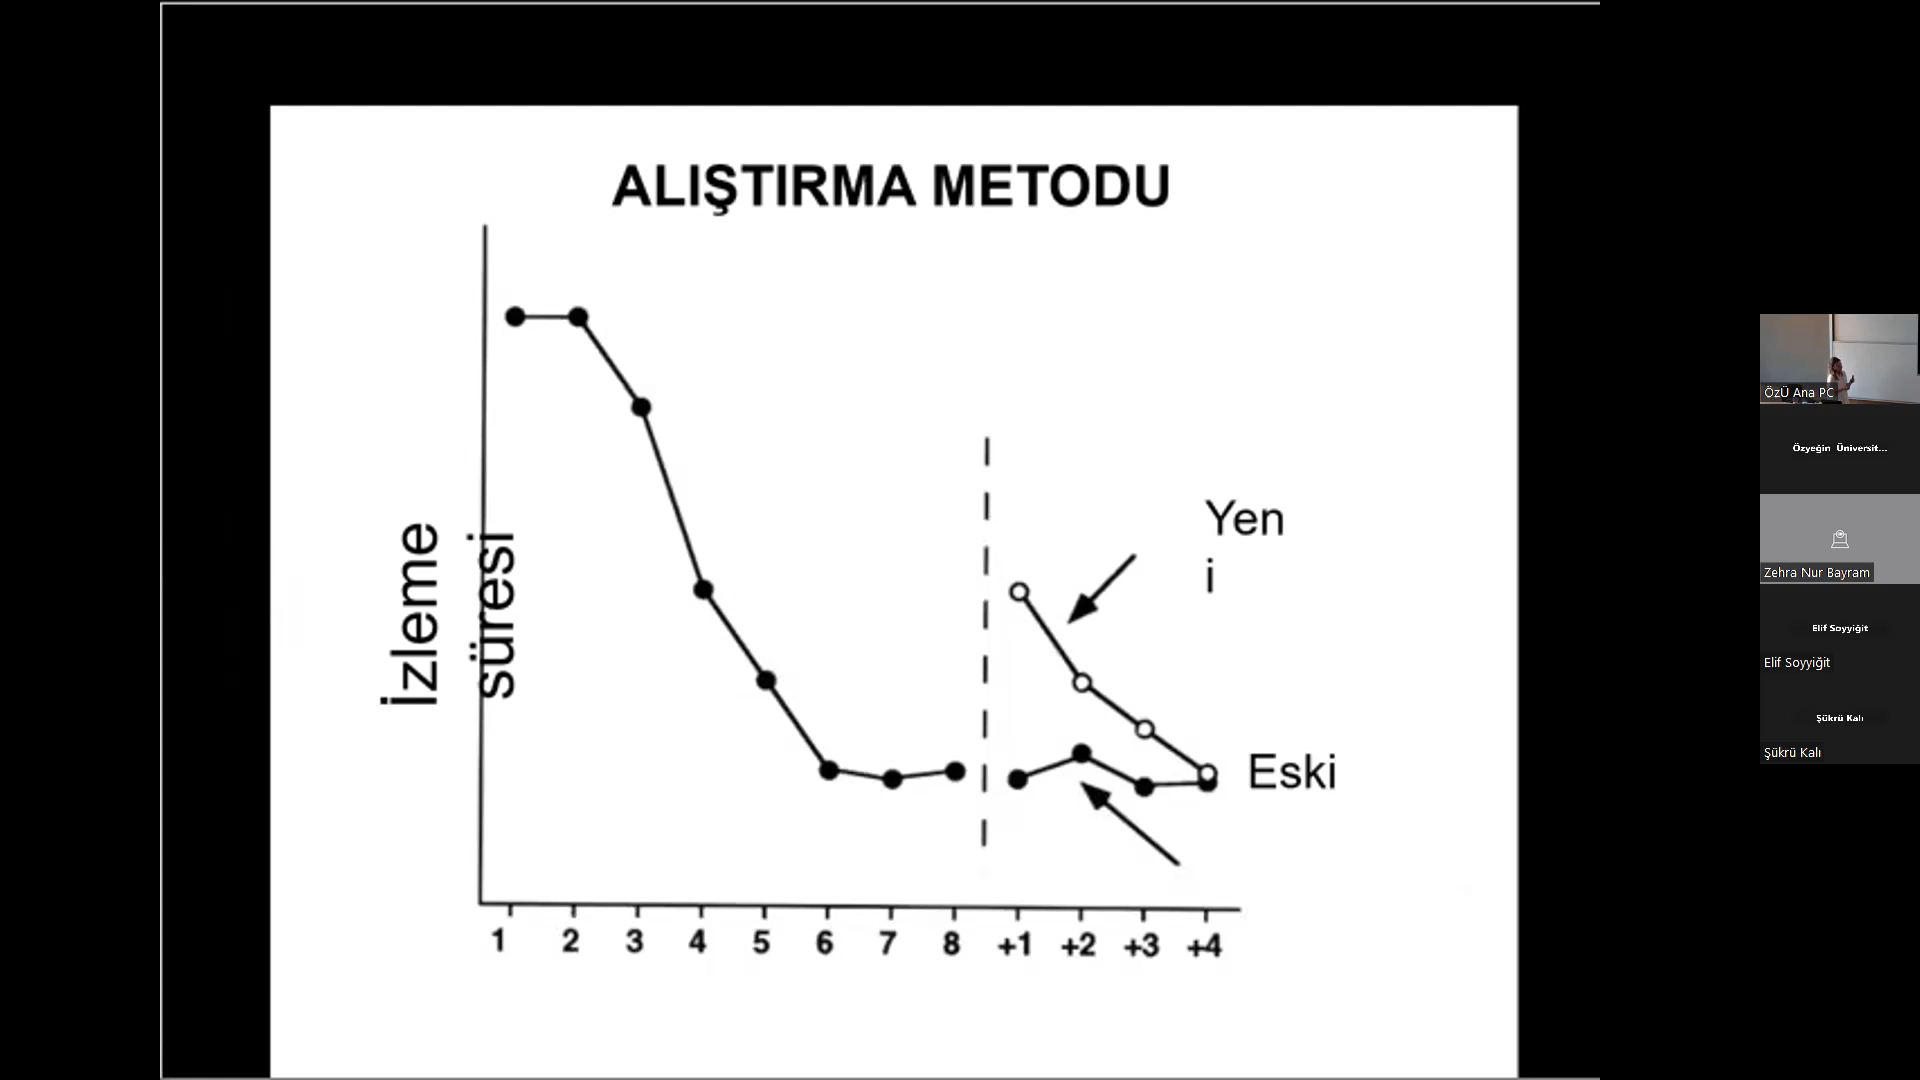 ALIŞTIRMA METODU
İzleme
süresi
Yen
i
Eski
1 2 3 4 5 6 7 8 +1 +2 +3 +4
ÖzÜ Ana PC
Özyeğin Üniversit...
Zehra Nur Bayram
Elif Soyyiğit
Elif Soyyiğit
Şükrü Kalı
Şükrü Kalı